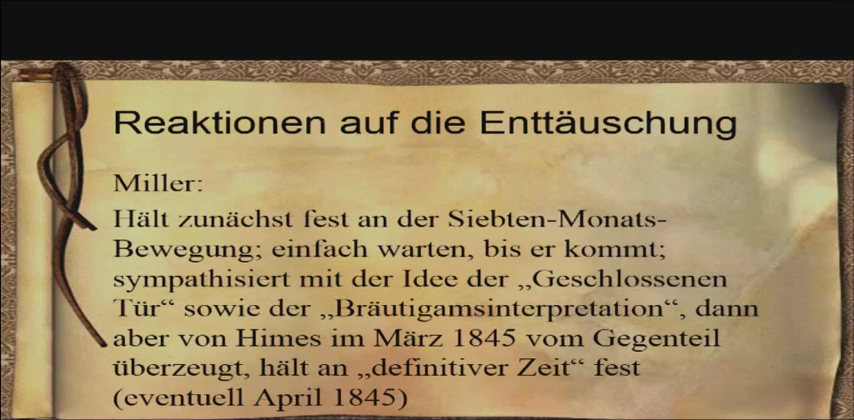 Reaktionen auf die Enttäuschung
Miller:
Hält zunächst fest an der Siebten-Monats-
Bewegung; einfach warten, bis er kommt;
sympathisiert mit der Idee der „Geschlossenen
Tür“ sowie der „Bräutigamsinterpretation“, dann
aber von Himes im März 1845 vom Gegenteil
überzeugt, hält an „definitiver Zeit“ fest
(eventuell April 1845)